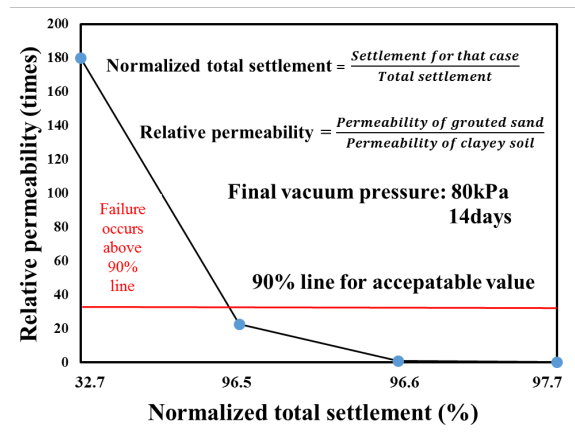 200
180
160
140
120
100
80
60
40
20
0
Relative permeability (times)
Normalized total settlement = Settlement for that case / Total settlement
Relative permeability = Permeability of grouted sand / Permeability of clayey soil
Final vacuum pressure: 80kPa
14days
Failure
occurs
above
90%
line
90% line for accepatable value
32.7 96.5 96.6 97.7
Normalized total settlement (%)